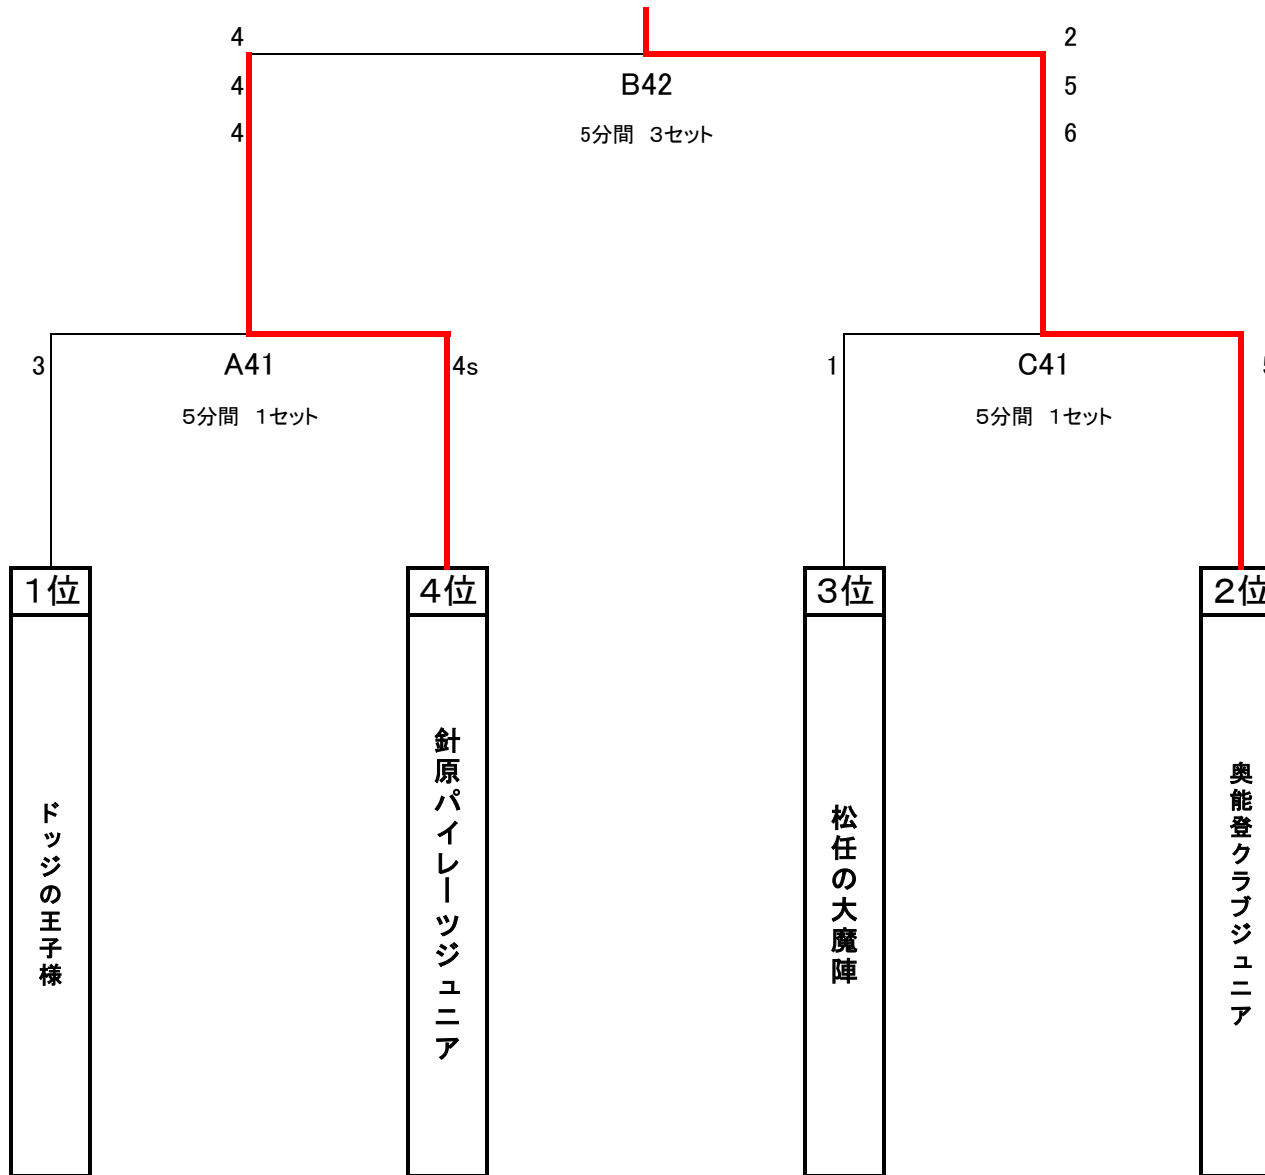 4 2
4 B42 5
4 5分間 3セット 6
3 A41 4s 1 C41
5分間 1セット 5分間 1セット
1位 4位 3位 2位
ドッジの王子様
針原パイレーツジュニア
松任の大魔陣
奥能登クラブジュニア